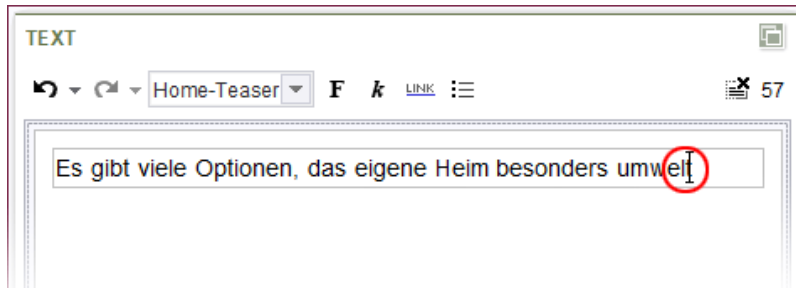 TEXT
Home-Teaser F k LINK 57
Es gibt viele Optionen, das eigene Heim besonders umwelt